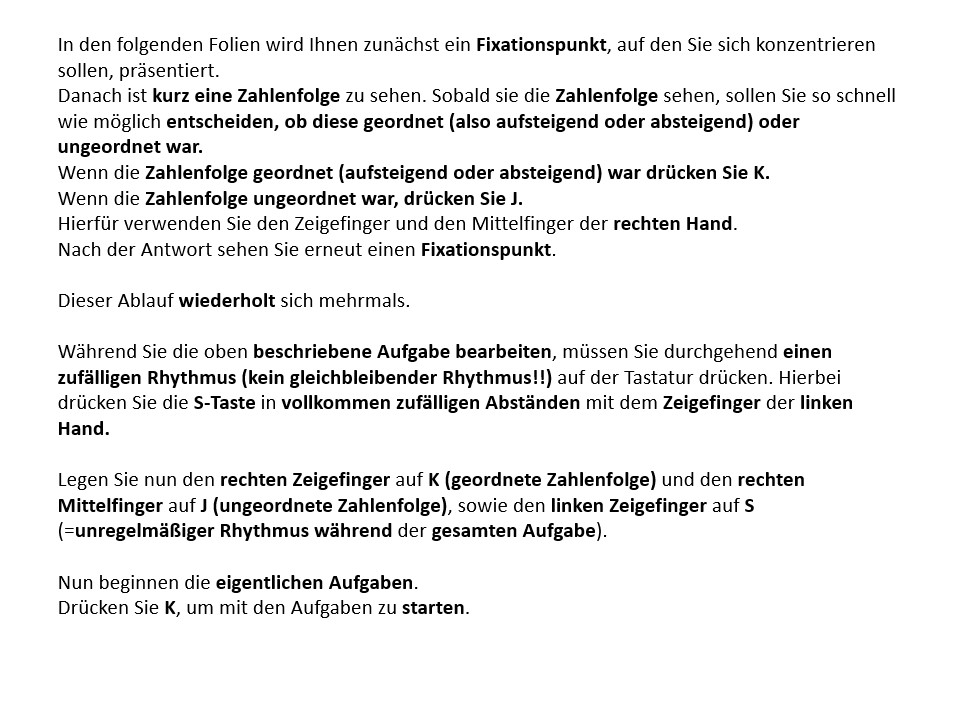 In den folgenden Folien wird Ihnen zunächst ein Fixationspunkt, auf den Sie sich konzentrieren
sollen, präsentiert.
Danach ist kurz eine Zahlenfolge zu sehen. Sobald sie die Zahlenfolge sehen, sollen Sie so schnell
wie möglich entscheiden, ob diese geordnet (also aufsteigend oder absteigend) oder
ungeordnet war.
Wenn die Zahlenfolge geordnet (aufsteigend oder absteigend) war drücken Sie K.
Wenn die Zahlenfolge ungeordnet war, drücken Sie J.
Hierfür verwenden Sie den Zeigefinger und den Mittelfinger der rechten Hand.
Nach der Antwort sehen Sie erneut einen Fixationspunkt.
Dieser Ablauf wiederholt sich mehrmals.
Während Sie die oben beschriebene Aufgabe bearbeiten, müssen Sie durchgehend einen
zufälligen Rhythmus (kein gleichbleibender Rhythmus!!) auf der Tastatur drücken. Hierbei
drücken Sie die S-Taste in vollkommen zufälligen Abständen mit dem Zeigefinger der linken
Hand.
Legen Sie nun den rechten Zeigefinger auf K (geordnete Zahlenfolge) und den rechten
Mittelfinger auf J (ungeordnete Zahlenfolge), sowie den linken Zeigefinger auf S
(=unregelmäßiger Rhythmus während der gesamten Aufgabe).
Nun beginnen die eigentlichen Aufgaben.
Drücken Sie K, um mit den Aufgaben zu starten.